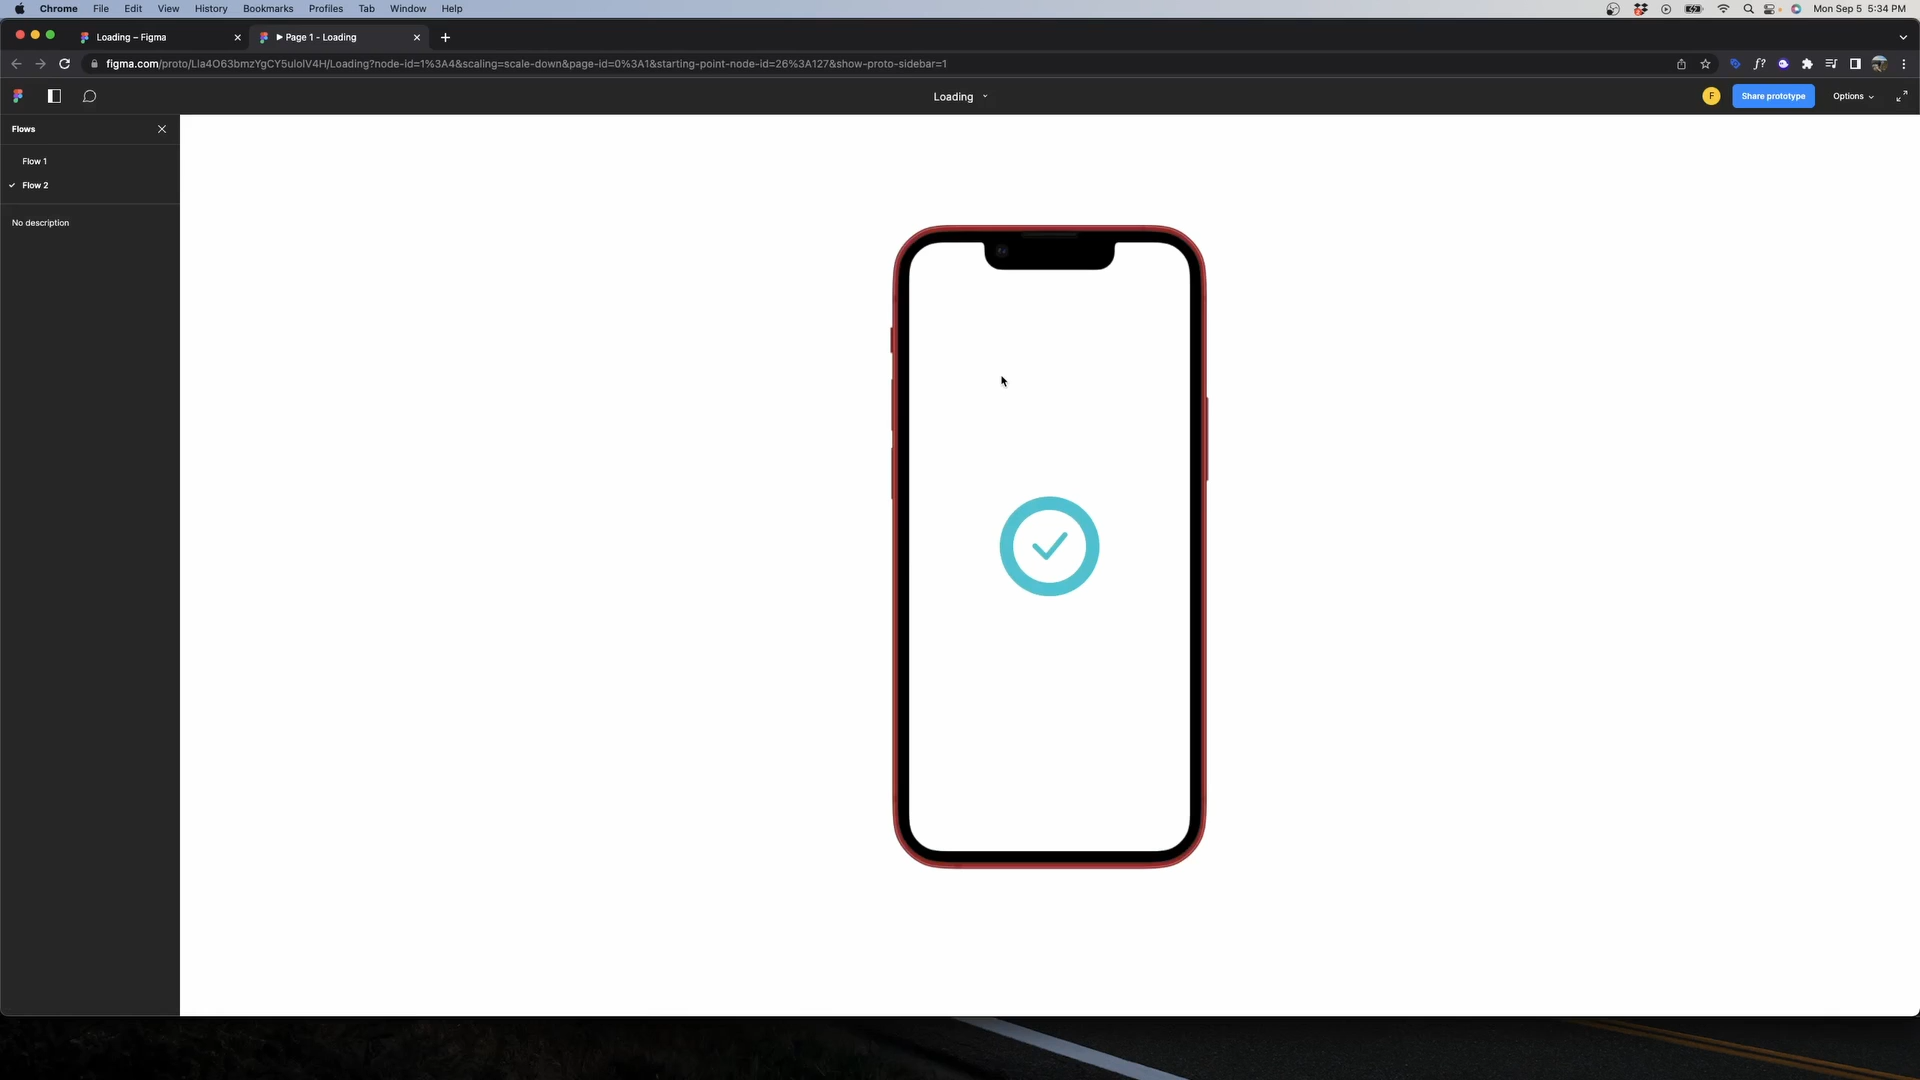 Chrome File Edit View History Bookmarks Profiles Tab Window Help Mon Sep 5 5:34 PM
Loading – Figma Page 1 - Loading
figma.com/proto/Lla4O63bmzYgCY5uloIV4H/Loading?node-id=1%3A4&scaling=scale-down&page-id=0%3A1&starting-point-node-id=26%3A127&show-proto-sidebar=1
Loading F Share prototype Options
Flows
Flow 1
Flow 2
No description